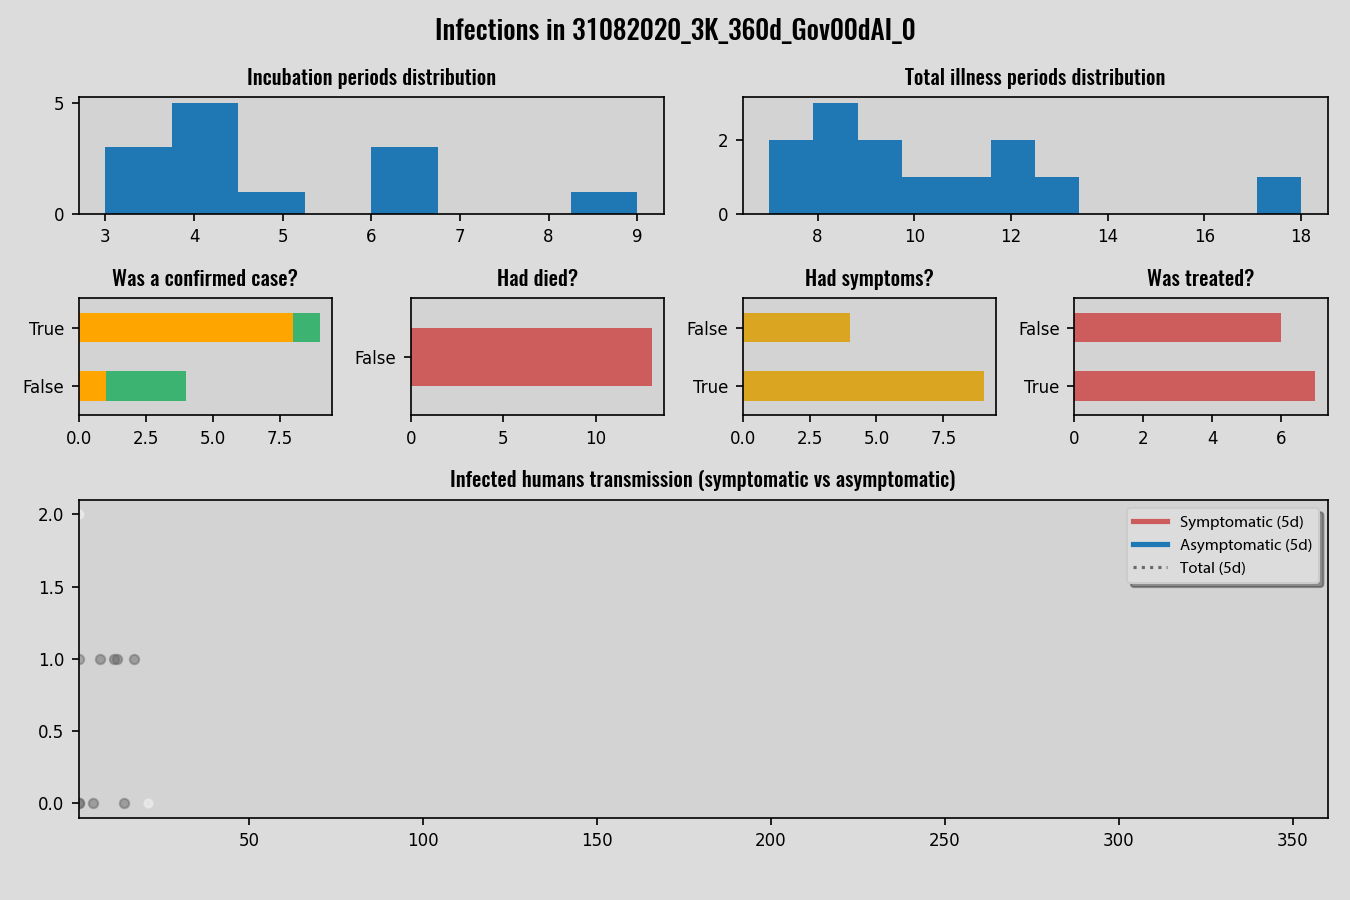 Infections in 31082020_3K_360d_Gov00dAI_0
Incubation periods distribution
Total illness periods distribution
5
0
3 4 5 6 7 8 9
2
0
8 10 12 14 16 18
Was a confirmed case?
Had died?
Had symptoms?
Was treated?
True
False
0.0 2.5 5.0 7.5
False
0 5 10
False
True
0.0 2.5 5.0 7.5
False
True
0 2 4 6
Infected humans transmission (symptomatic vs asymptomatic)
2.0
1.5
1.0
0.5
0.0
50 100 150 200 250 300 350
Symptomatic (5d)
Asymptomatic (5d)
Total (5d)